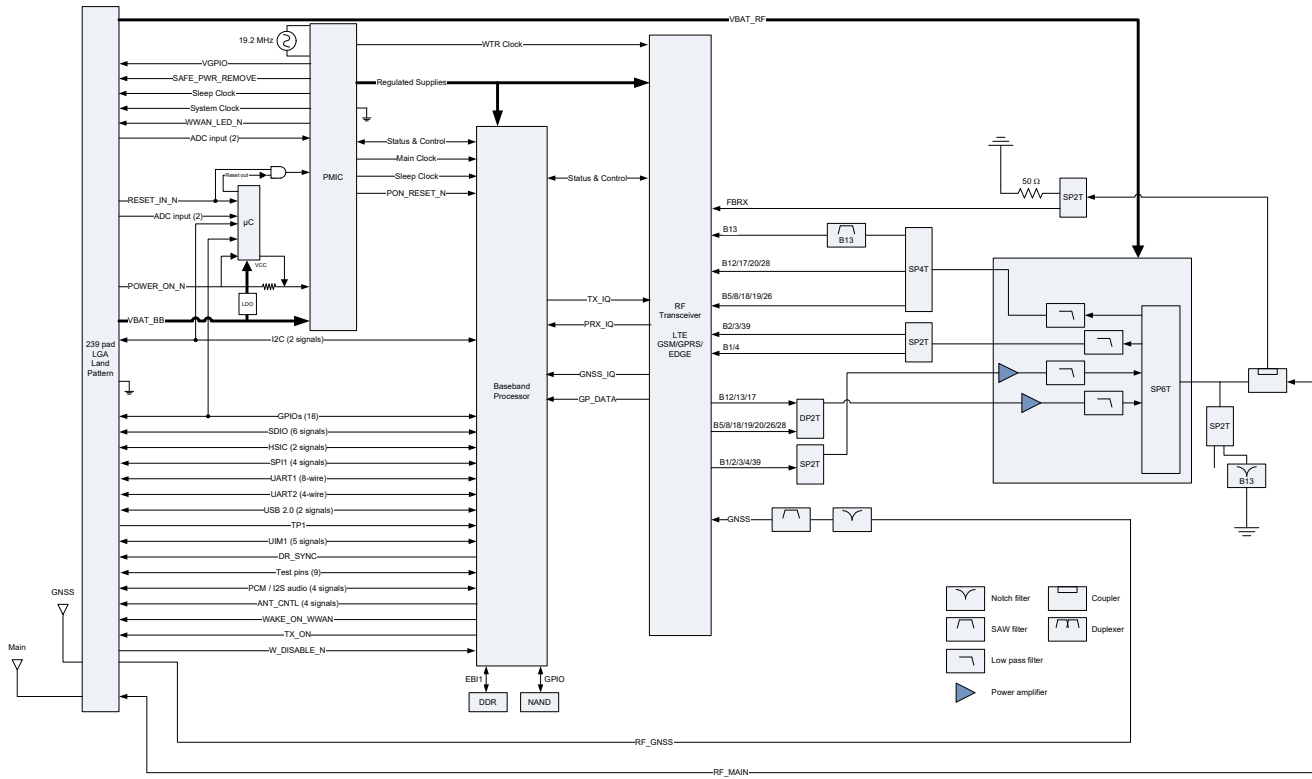 VBAT_RF
19.2 MHz
WTR Clock
VGPIO
SAFE_PWR_REMOVE
Regulated Supplies
Sleep Clock
System Clock
WWAN_LED_N
ADC input (2)
Status & Control
Main Clock
PMIC
Sleep Clock
PON_RESET_N
Reset out
RESET_IN_N
ADC input (2)
µC
VCC
POWER_ON_N
LDO
VBAT_BB
I2C (2 signals)
239 pad
LGA
Land
Pattern
GPIOs (18)
SDIO (6 signals)
HSIC (2 signals)
SPI1 (4 signals)
UART1 (8-wire)
UART2 (4-wire)
USB 2.0 (2 signals)
TP1
UIM1 (5 signals)
DR_SYNC
Test pins (9)
PCM / I2S audio (4 signals)
ANT_CNTL (4 signals)
WAKE_ON_WWAN
TX_ON
W_DISABLE_N
GNSS
Main
Baseband
Processor
EBI1
GPIO
DDR
NAND
Status & Control
TX_IQ
PRX_IQ
GNSS_IQ
GP_DATA
RF
Transceiver
LTE
GSM/GPRS/
EDGE
50 Ω
SP2T
FBRX
B13
B13
SP4T
B12/17/20/28
B5/8/18/19/26
B2/3/39
SP2T
B1/4
B12/13/17
DP2T
B5/8/18/19/20/26/28
B1/2/3/4/39
SP2T
SP6T
SP2T
B13
GNSS
Notch filter
Coupler
SAW filter
Duplexer
Low pass filter
Power amplifier
RF_GNSS
RF_MAIN